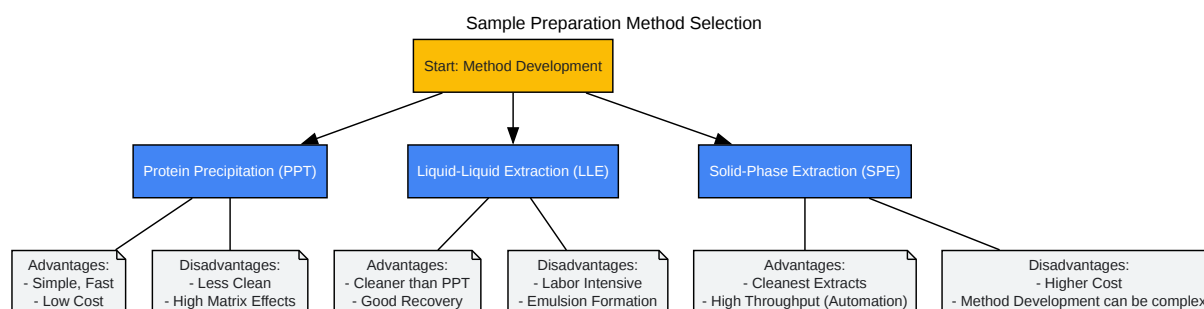 Sample Preparation Method Selection
Start: Method Development
Protein Precipitation (PPT)
Liquid-Liquid Extraction (LLE)
Solid-Phase Extraction (SPE)
Advantages:
- Simple, Fast
- Low Cost
Disadvantages:
- Less Clean
- High Matrix Effects
Advantages:
- Cleaner than PPT
- Good Recovery
Disadvantages:
- Labor Intensive
- Emulsion Formation
Advantages:
- Cleanest Extracts
- High Throughput (Automation)
Disadvantages:
- Higher Cost
- Method Development can be complex